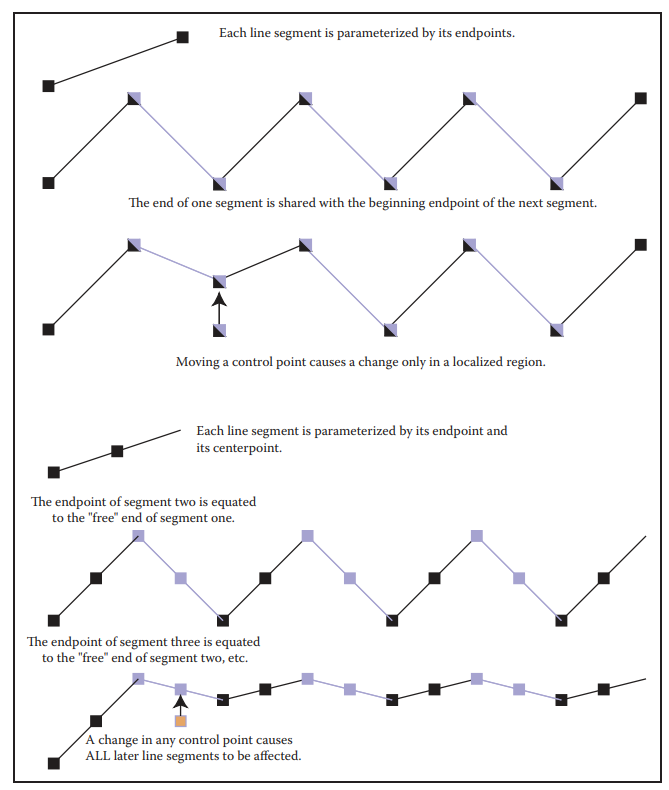 Each line segment is parameterized by its endpoints.
The end of one segment is shared with the beginning endpoint of the next segment.
Moving a control point causes a change only in a localized region.
Each line segment is parameterized by its endpoint and
its centerpoint.
The endpoint of segment two is equated
to the "free" end of segment one.
The endpoint of segment three is equated
to the "free" end of segment two, etc.
A change in any control point causes
ALL later line segments to be affected.